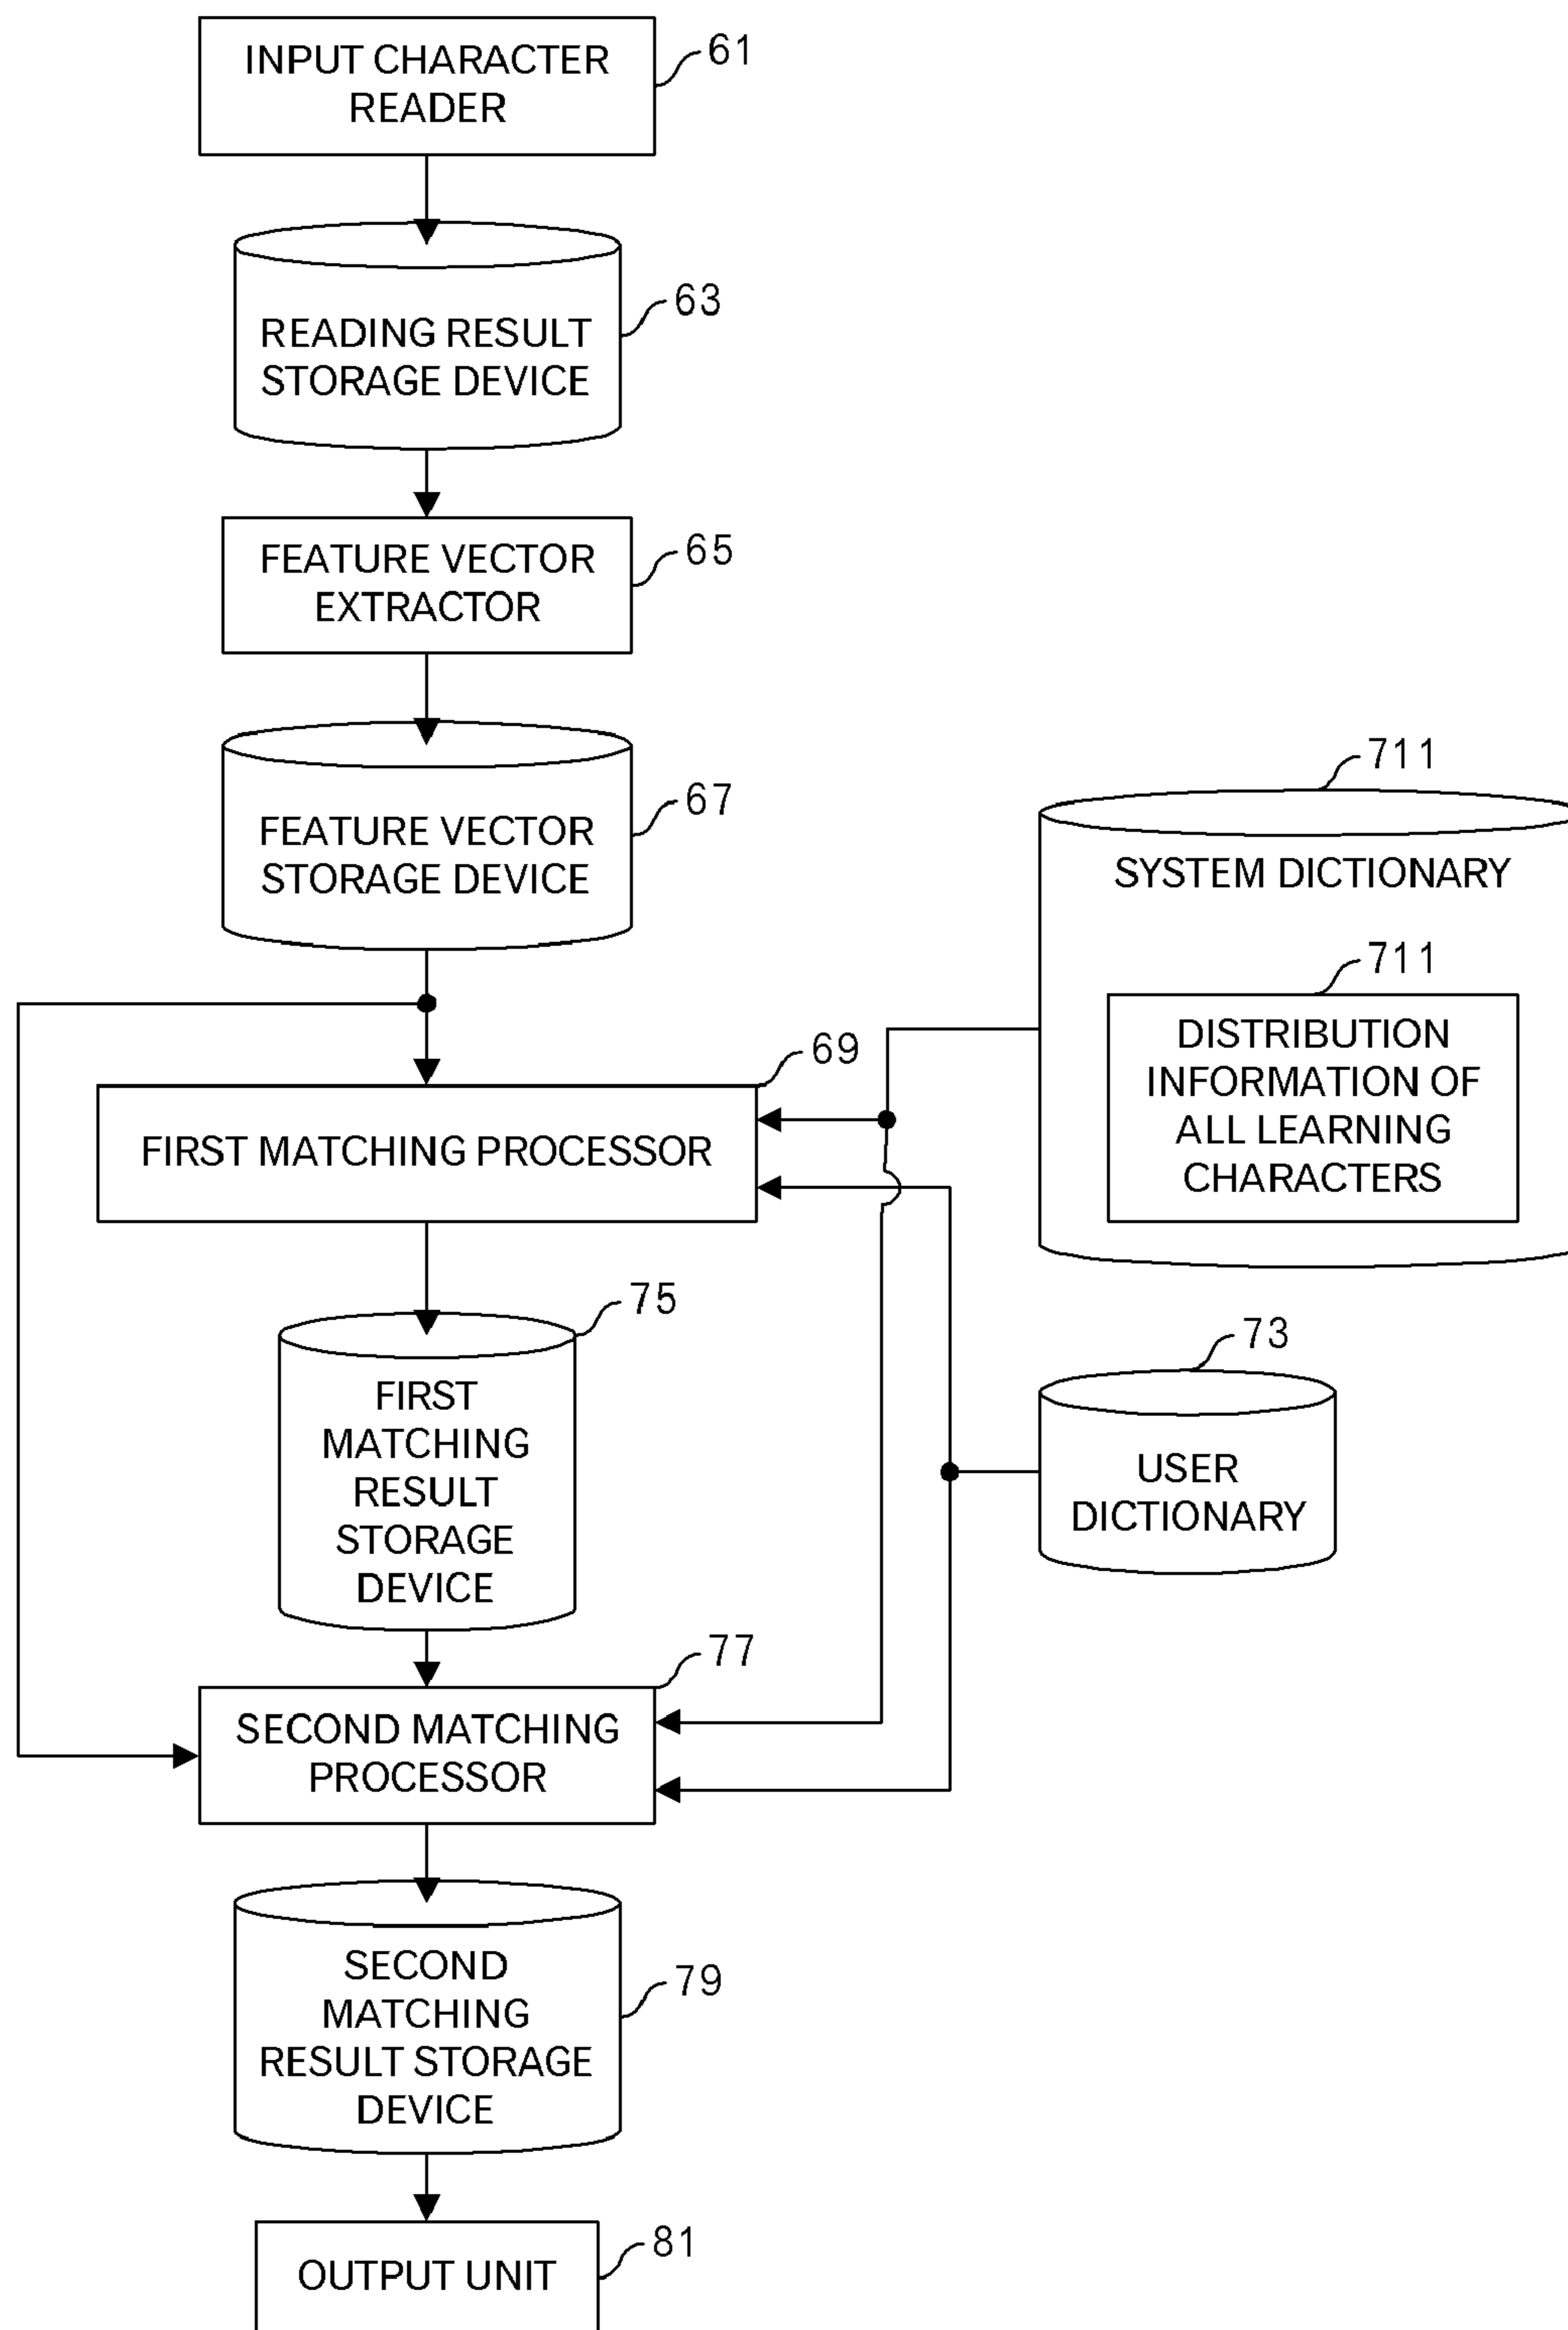 INPUT CHARACTER
READER
61
63
READING RESULT
STORAGE DEVICE
65
FEATURE VECTOR
EXTRACTOR
67
FEATURE VECTOR
STORAGE DEVICE
711
SYSTEM DICTIONARY
711
DISTRIBUTION
INFORMATION OF
ALL LEARNING
CHARACTERS
69
FIRST MATCHING PROCESSOR
75
FIRST
MATCHING
RESULT
STORAGE
DEVICE
73
USER
DICTIONARY
77
SECOND MATCHING
PROCESSOR
79
SECOND
MATCHING
RESULT STORAGE
DEVICE
81
OUTPUT UNIT